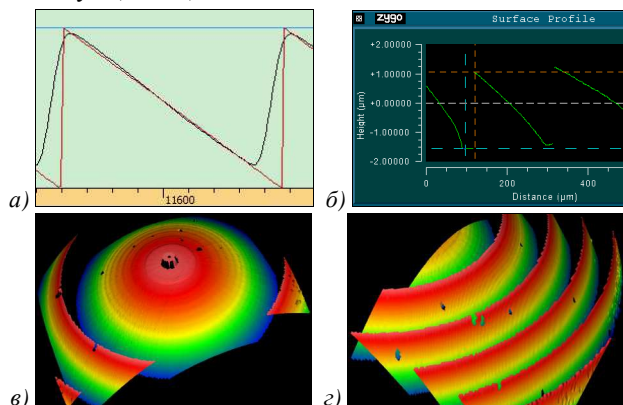 zygo Surface Profile
+2.00000
+1.00000
+0.00000
-1.00000
-2.00000
Height (µm)
0 200 400
Distance (µm)
11600
а) б)
в) г)